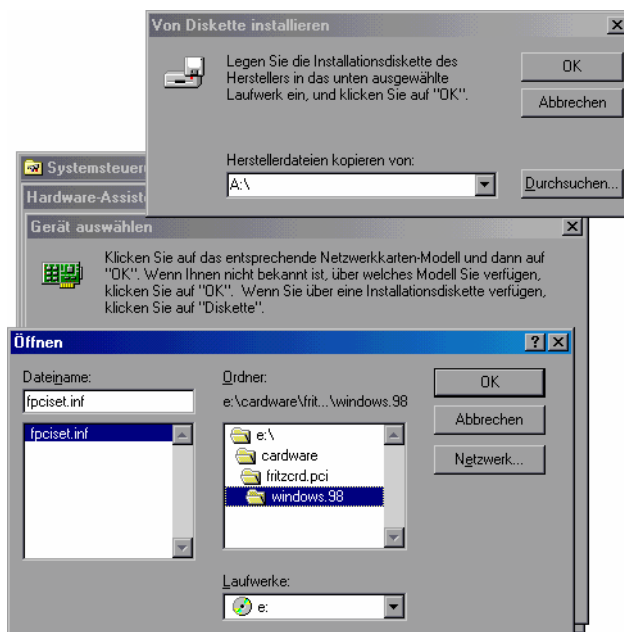 Von Diskette installieren
Legen Sie die Installationsdiskette des
Herstellers in das unten ausgewählte
Laufwerk ein, und klicken Sie auf "OK".
OK
Abbrechen
Herstellerdateien kopieren von:
A:\
Durchsuchen...
Systemsteueru
Hardware-Assiste
Gerät auswählen
Klicken Sie auf das entsprechende Netzwerkkarten-Modell und dann auf
"OK". Wenn Ihnen nicht bekannt ist, über welches Modell Sie verfügen,
klicken Sie auf "OK". Wenn Sie über eine Installationsdiskette verfügen,
klicken Sie auf "Diskette".
Öffnen
Dateiname:
fpciset.inf
fpciset.inf
Ordner:
e:\cardware\frit...\windows.98
e:\
cardware
fritzcrd.pci
windows.98
Laufwerke:
e:
OK
Abbrechen
Netzwerk...